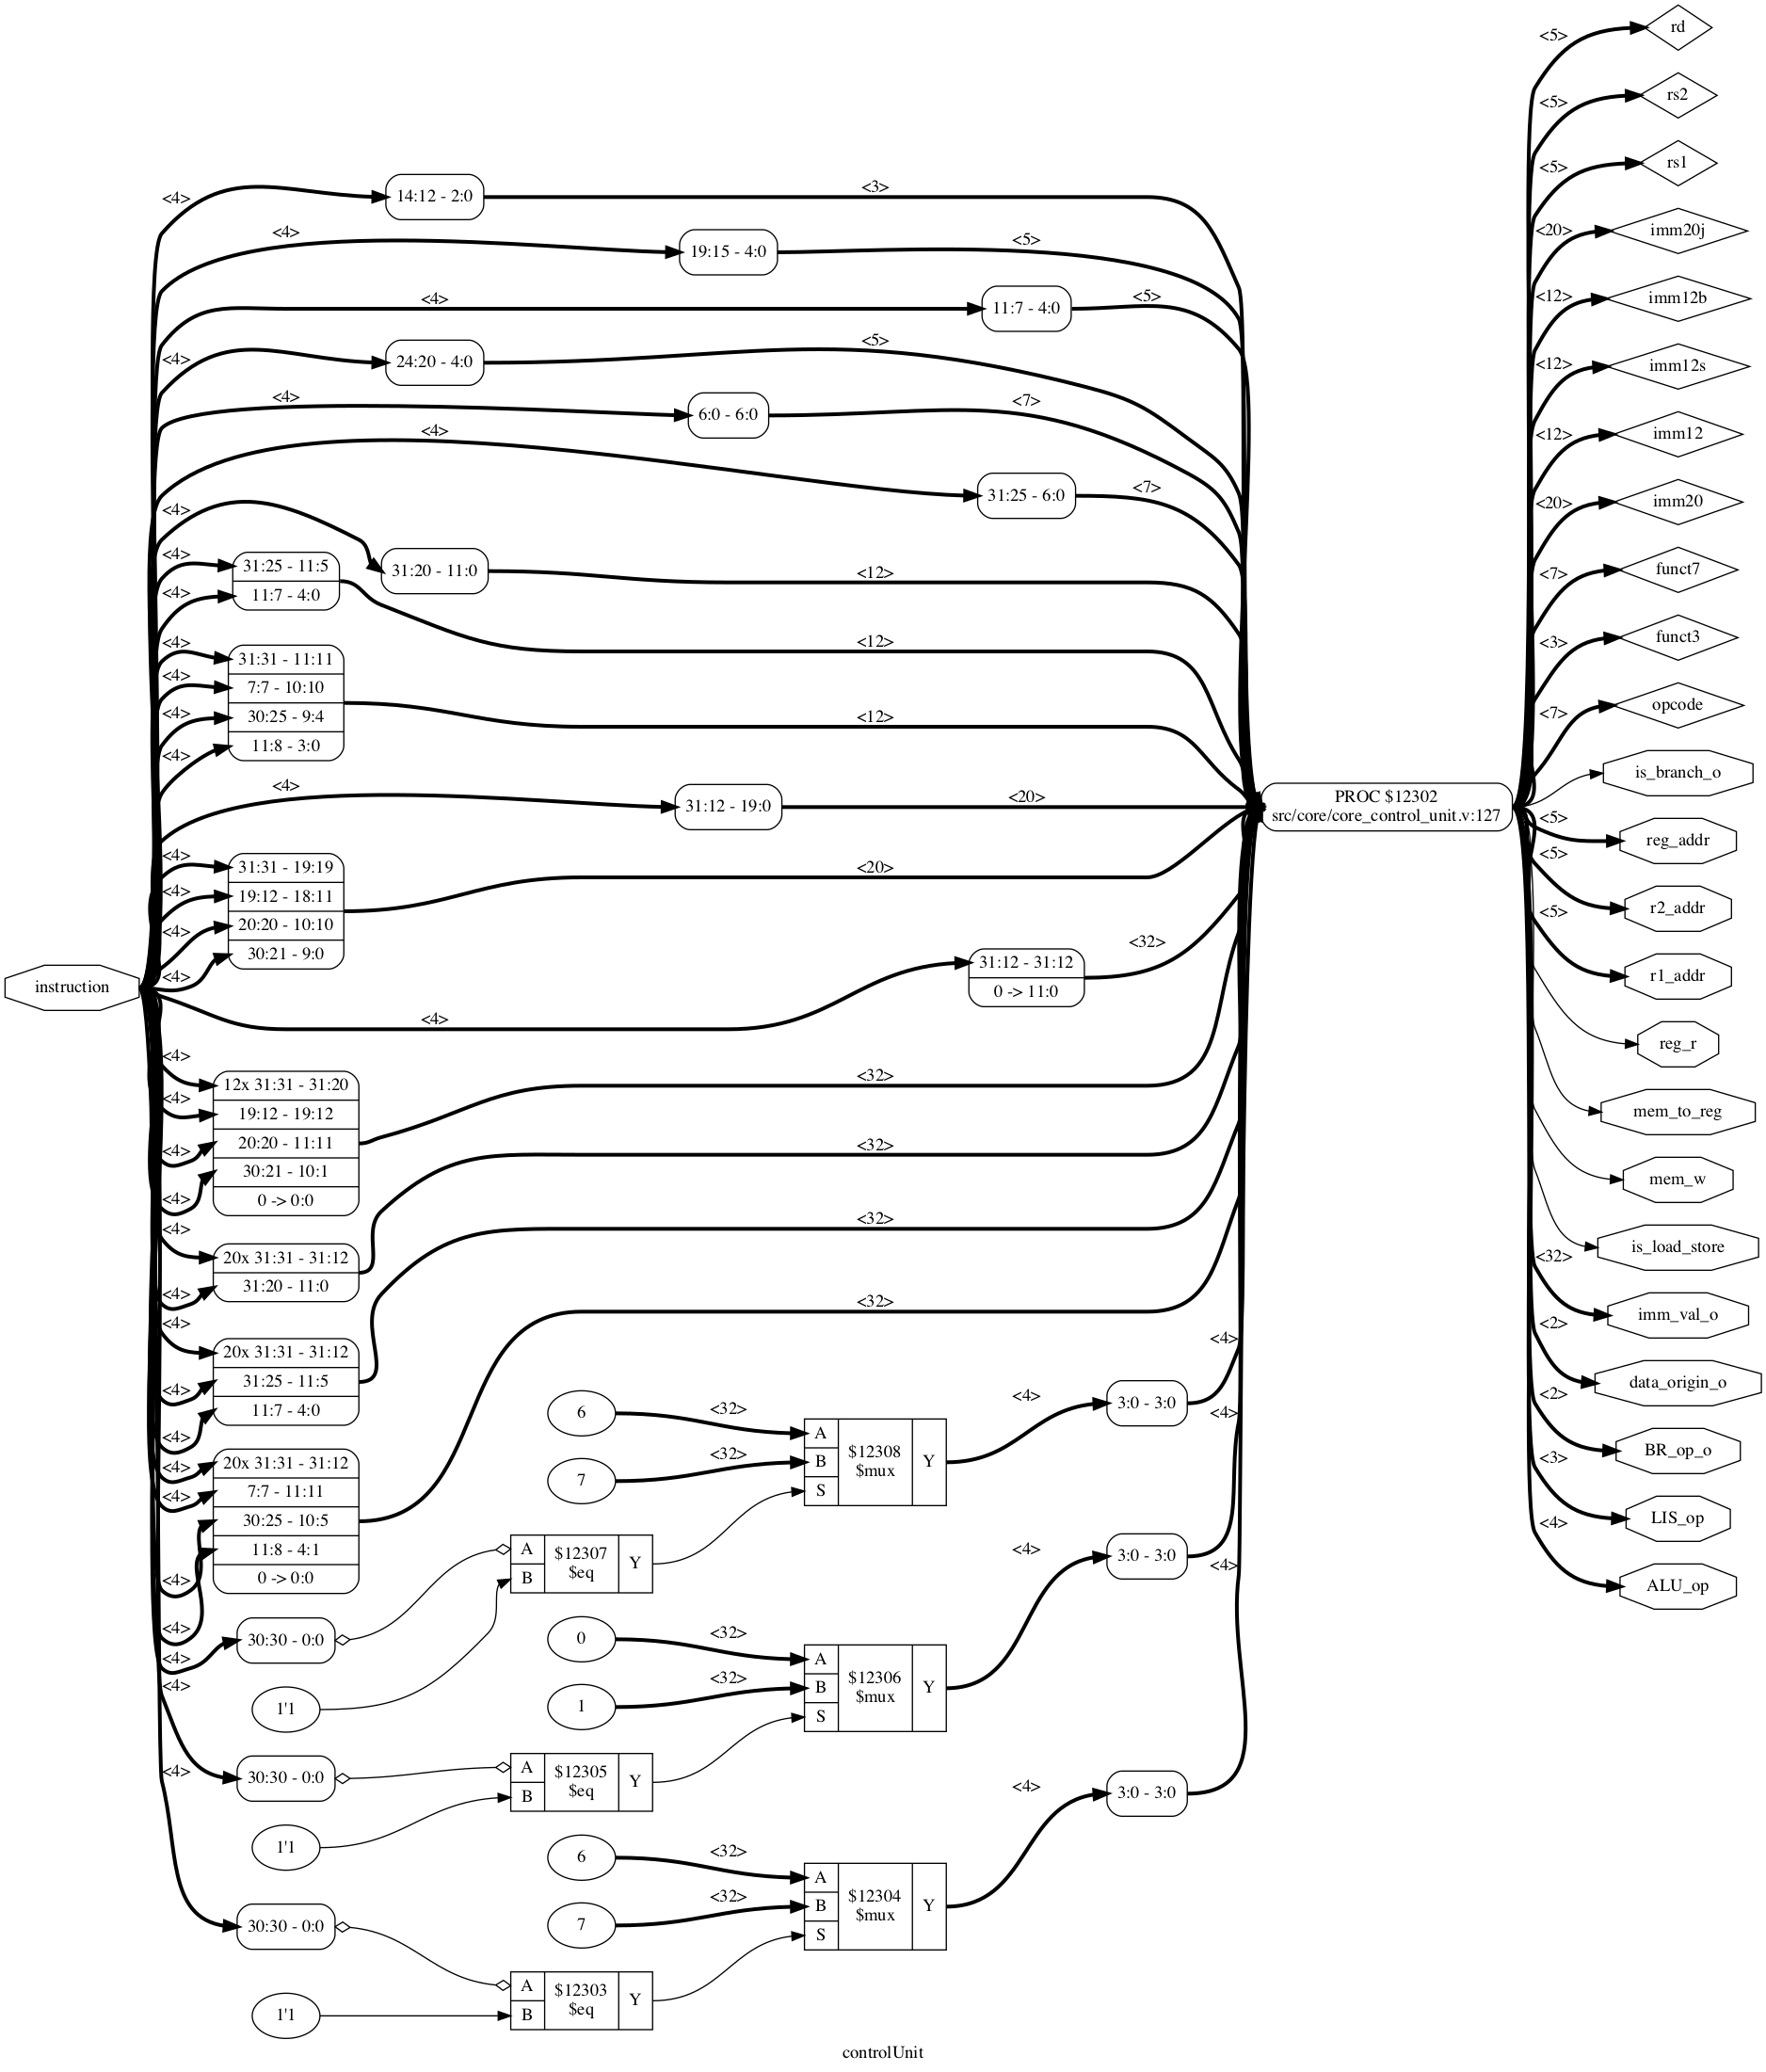 <5>
rd
<5>
rs2
<5>
rs1
<20>
imm20j
<12>
imm12b
<12>
imm12s
<12>
imm12
<20>
imm20
<7>
funct7
<3>
funct3
<7>
opcode
is_branch_o
<5>
reg_addr
<5>
r2_addr
<5>
r1_addr
reg_r
mem_to_reg
mem_w
is_load_store
<32>
imm_val_o
<2>
data_origin_o
<2>
BR_op_o
<3>
LIS_op
<4>
ALU_op
PROC $12302
src/core/core_control_unit.v:127
instruction
<4>
14:12 - 2:0
<3>
<4>
19:15 - 4:0
<5>
<4>
11:7 - 4:0
<5>
<4>
24:20 - 4:0
<5>
<4>
6:0 - 6:0
<7>
<4>
31:25 - 6:0
<7>
<4>
31:20 - 11:0
<12>
<4>
31:25 - 11:5
<4>
11:7 - 4:0
<12>
<4>
31:31 - 11:11
<4>
7:7 - 10:10
<4>
30:25 - 9:4
<4>
11:8 - 3:0
<12>
<4>
31:12 - 19:0
<20>
<4>
31:31 - 19:19
<4>
19:12 - 18:11
<4>
20:20 - 10:10
<4>
30:21 - 9:0
<20>
<4>
31:12 - 31:12
0 -> 11:0
<32>
<4>
12x 31:31 - 31:20
<4>
19:12 - 19:12
<4>
20:20 - 11:11
<4>
30:21 - 10:1
0 -> 0:0
<32>
<4>
20x 31:31 - 31:12
<4>
31:20 - 11:0
<32>
<4>
20x 31:31 - 31:12
<4>
31:25 - 11:5
<4>
11:7 - 4:0
<32>
<4>
20x 31:31 - 31:12
<4>
7:7 - 11:11
<4>
30:25 - 10:5
<4>
11:8 - 4:1
0 -> 0:0
<32>
6
<32>
7
<32>
A
B
S
$12308
$mux
Y
<4>
3:0 - 3:0
<4>
A
B
$12307
$eq
Y
<4>
30:30 - 0:0
1'1
0
<32>
1
<32>
A
B
S
$12306
$mux
Y
<4>
3:0 - 3:0
<4>
<4>
30:30 - 0:0
1'1
A
B
$12305
$eq
Y
6
<32>
7
<32>
A
B
S
$12304
$mux
Y
<4>
3:0 - 3:0
<4>
<4>
30:30 - 0:0
1'1
A
B
$12303
$eq
Y
controlUnit